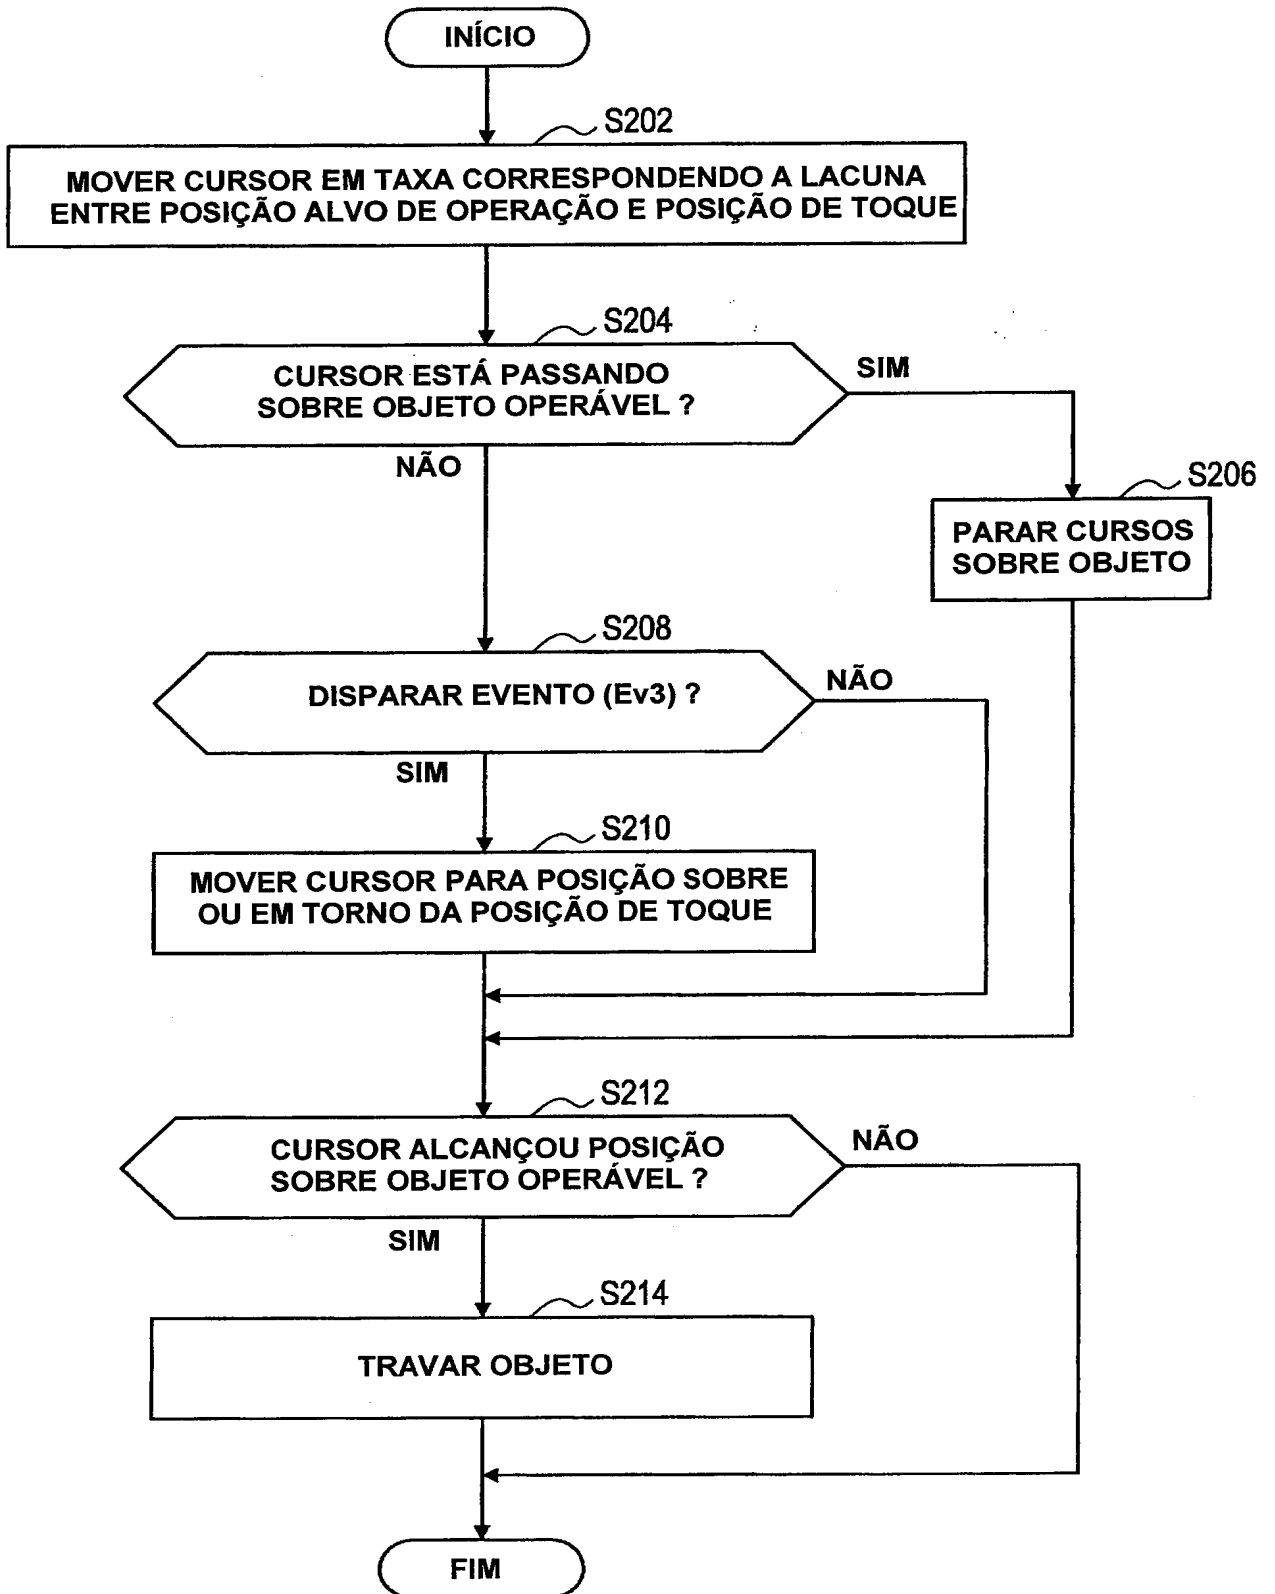 INÍCIO
S202
MOVER CURSOR EM TAXA CORRESPONDENDO A LACUNA
ENTRE POSIÇÃO ALVO DE OPERAÇÃO E POSIÇÃO DE TOQUE
S204
CURSOR ESTÁ PASSANDO
SOBRE OBJETO OPERÁVEL ?
SIM
NÃO
S206
PARAR CURSOS
SOBRE OBJETO
S208
DISPARAR EVENTO (Ev3) ?
NÃO
SIM
S210
MOVER CURSOR PARA POSIÇÃO SOBRE
OU EM TORNO DA POSIÇÃO DE TOQUE
S212
CURSOR ALCANÇOU POSIÇÃO
SOBRE OBJETO OPERÁVEL ?
NÃO
SIM
S214
TRAVAR OBJETO
FIM